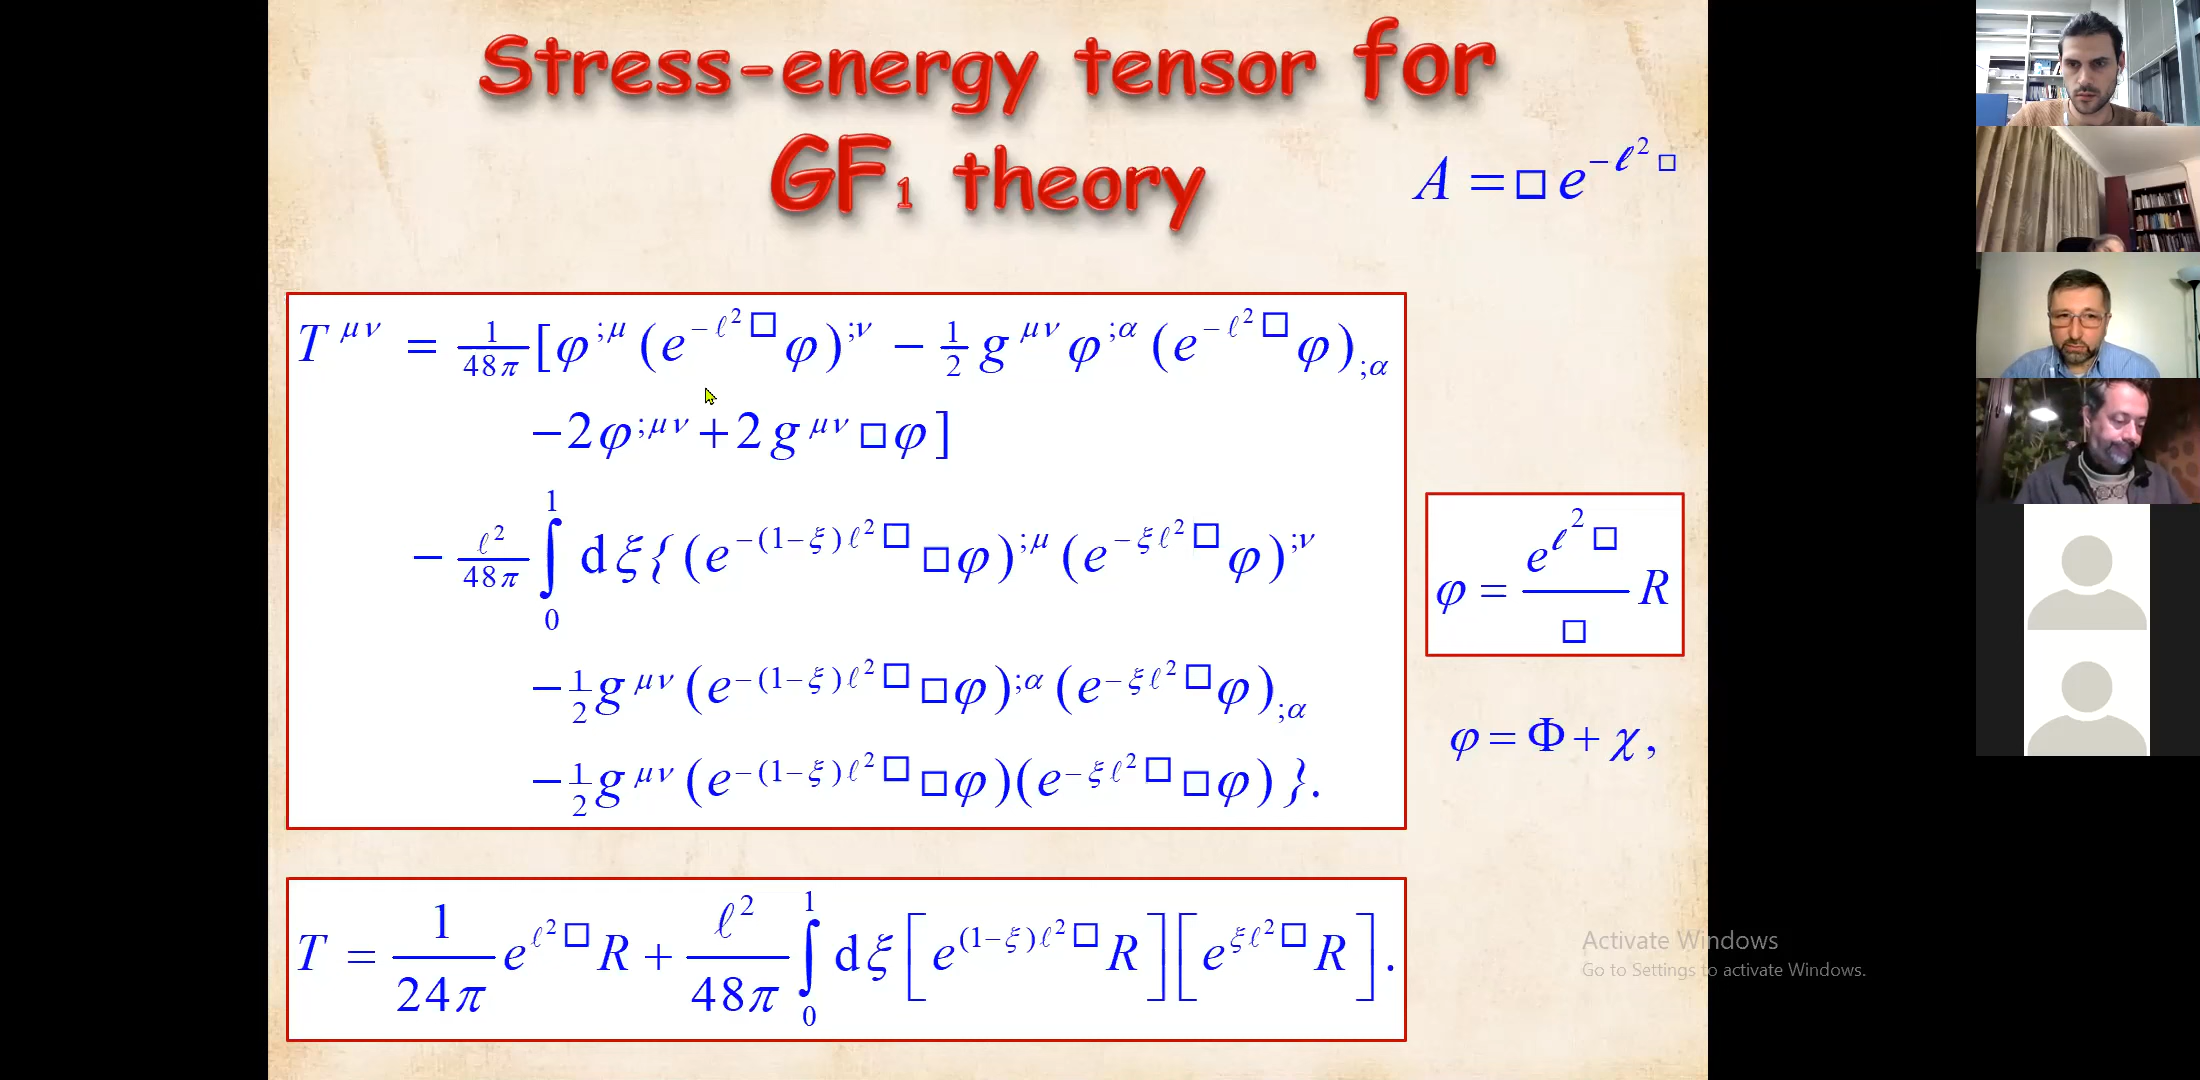 Stress-energy tensor for
GF₁ theory
A = □ e^{-ℓ²□}
T^{μν} = 1/48π [φ^{;μ} (e^{-ℓ²□} φ)^{;ν} − 1/2 g^{μν} φ^{;α} (e^{-ℓ²□} φ)_{;α}
−2φ^{;μν} + 2g^{μν} □φ]
− ℓ²/48π ∫₀¹ dξ{(e^{-(1-ξ)ℓ²□} □φ)^{;μ} (e^{-ξℓ²□} φ)^{;ν}
−1/2 g^{μν} (e^{-(1-ξ)ℓ²□} □φ)^{;α} (e^{-ξℓ²□} φ)_{;α}
−1/2 g^{μν} (e^{-(1-ξ)ℓ²□} □φ)(e^{-ξℓ²□} □φ)}.
φ = e^{ℓ²□}/□ R
φ = Φ + χ,
T = 1/24π e^{ℓ²□} R + ℓ²/48π ∫₀¹ dξ [e^{(1-ξ)ℓ²□} R][e^{ξℓ²□} R].
Activate Windows
Go to Settings to activate Windows.